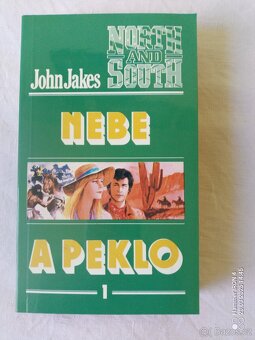 John Jakes
NORTH
AND
SOUTH
NEBE
A PEKLO
1